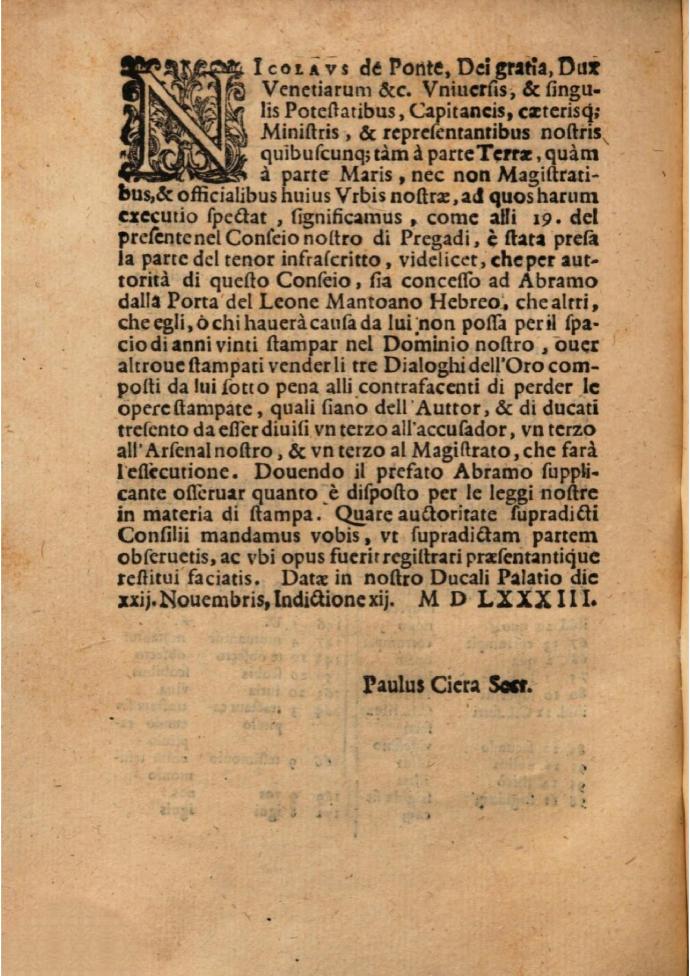 NICOLAVS de Ponte, Dei gratia, Dux
Venetiarum &c. Vniuersis, & singu-
lis Potestatibus, Capitaneis, cæterisq;
Ministris, & representantibus nostris
quibuscunq; tàm à parte Terræ, quàm
à parte Maris, nec non Magistrati-
bus, & officialibus huius Vrbis nostræ, ad quos harum
executio spectat, significamus, come alli 19. del
presente nel Conseio nostro di Pregadi, è stata presa
la parte del tenor infrascritto, videlicet, che per aut-
torità di questo Conseio, sia concesso ad Abramo
dalla Porta del Leone Mantoano Hebreo, che altri,
che egli, ò chi hauerà causa da lui non possa per il spa-
cio di anni vinti stampar nel Dominio nostro, ouer
altroue stampati vender li tre Dialoghi dell'Oro com-
posti da lui sotto pena alli contrafacenti di perder le
opere stampate, quali siano dell'Auttor, & di ducati
tresento da esser diuisi vn terzo all'accusador, vn terzo
all'Arsenal nostro, & vn terzo al Magistrato, che farà
l'essecutione. Douendo il prefato Abramo suppli-
cante osseruar quanto è disposto per le leggi nostre
in materia di stampa. Quare auctoritate supradicti
Consilii mandamus vobis, vt supradictam partem
obseruetis, ac vbi opus fuerit registrari præsentantique
restitui faciatis. Datæ in nostro Ducali Palatio die
xxij. Nouembris, Indictione xij. M D LXXXIII.
Paulus Ciera Secr.